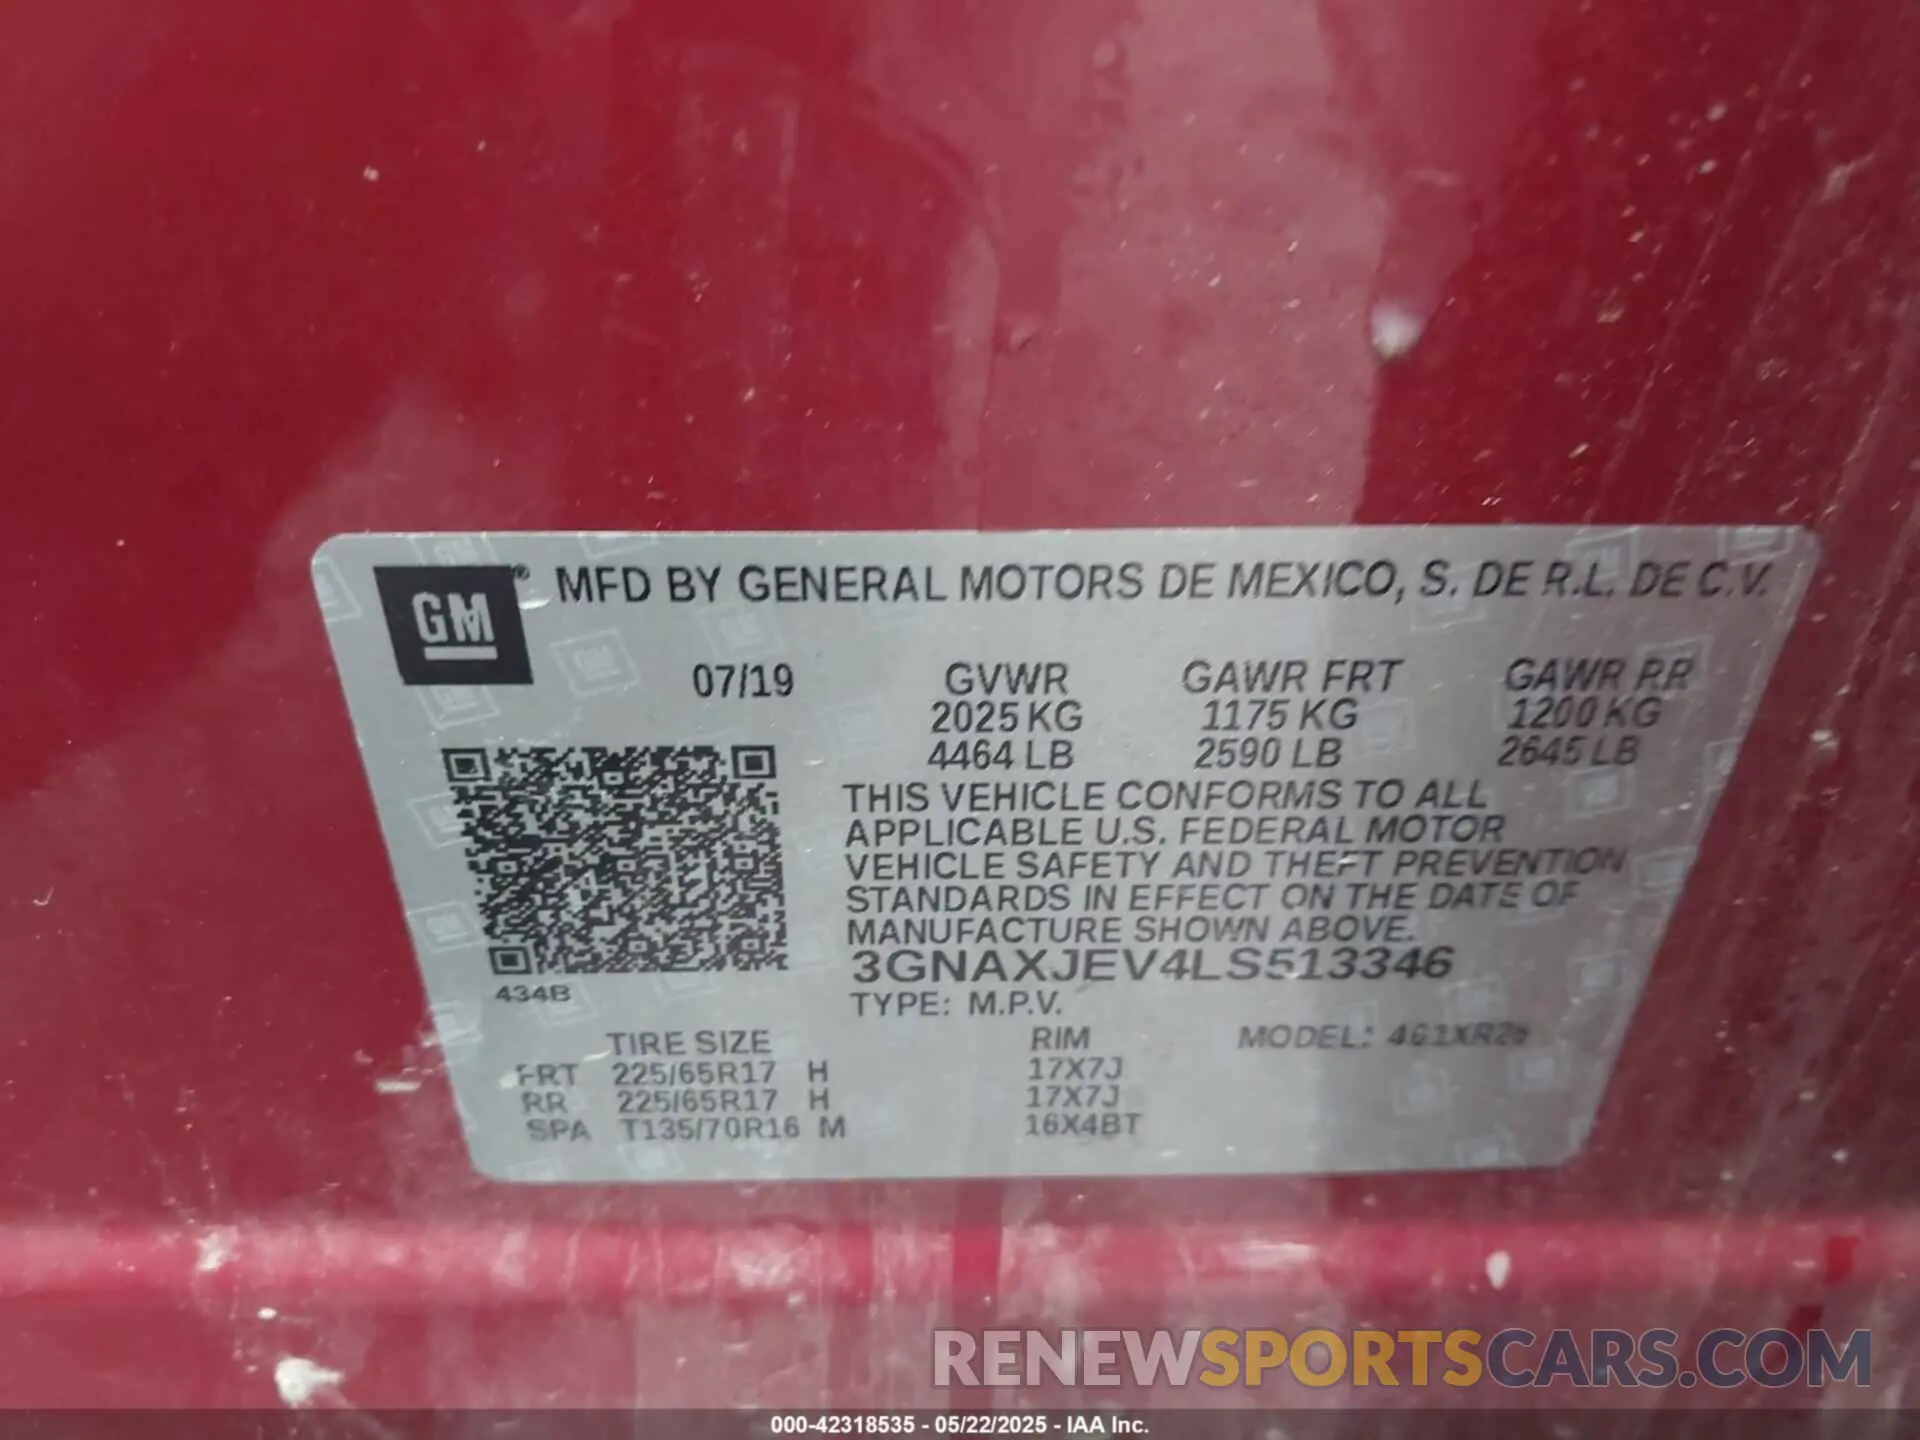 GM® MFD BY GENERAL MOTORS DE MEXICO, S. DE R.L. DE C.V.
07/19 GVWR GAWR FRT GAWR RR
2025 KG 1175 KG 1200 KG
4464 LB 2590 LB 2645 LB
THIS VEHICLE CONFORMS TO ALL
APPLICABLE U.S. FEDERAL MOTOR
VEHICLE SAFETY AND THEFT PREVENTION
STANDARDS IN EFFECT ON THE DATE OF
MANUFACTURE SHOWN ABOVE.
3GNAXJEV4LS513346
434B
TYPE: M.P.V.
TIRE SIZE RIM MODEL:
FRT 225/65R17 H 17X7J
RR 225/65R17 H 17X7J
SPA T135/70R16 M 16X4BT
RENEWSPORTSCARS.COM
000-42318535 - 05/22/2025 - IAA Inc.